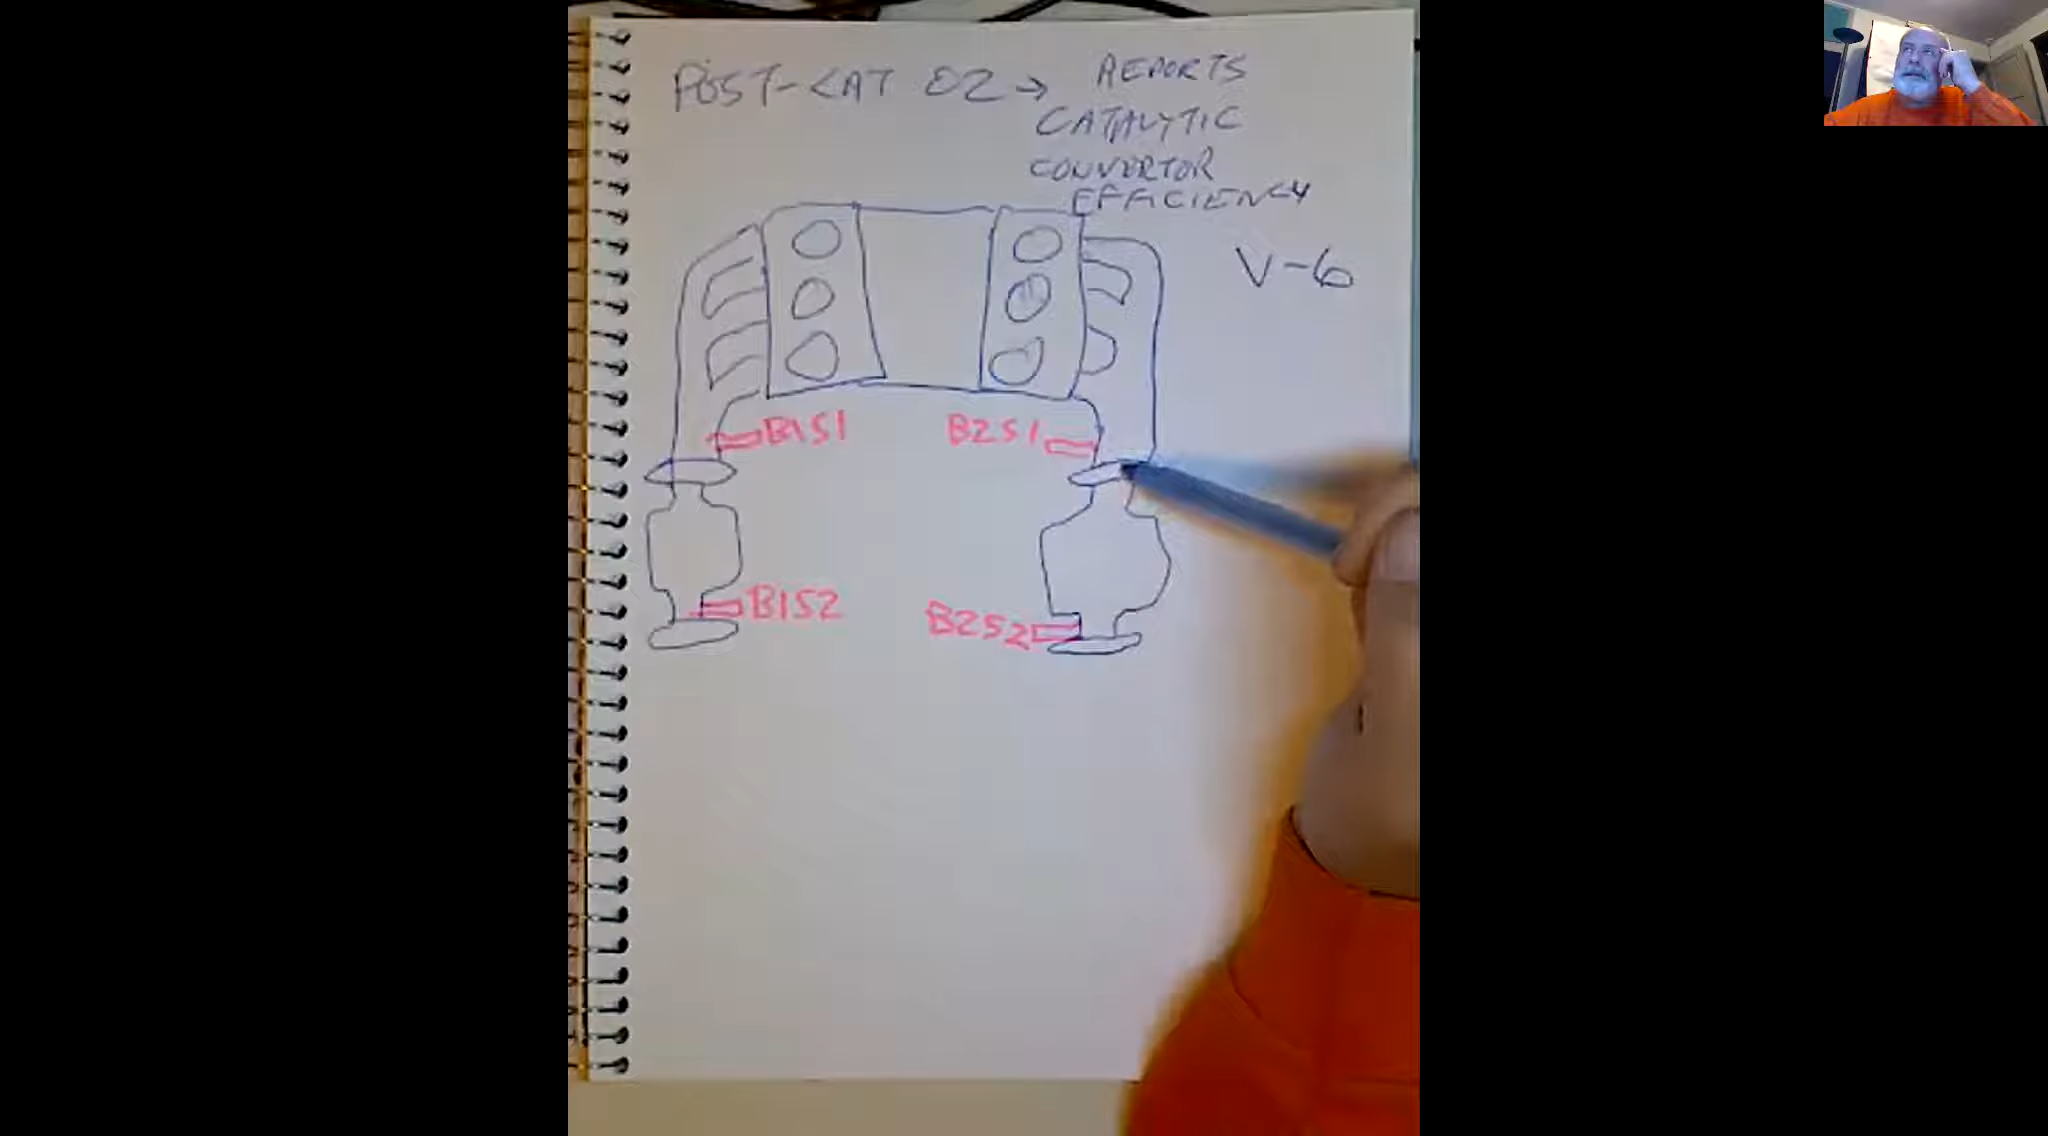 POST-CAT O2 → REPORTS
CATALYTIC
CONVERTOR
EFFICIENCY
V-6
B1S1
B2S1
B1S2
B2S2